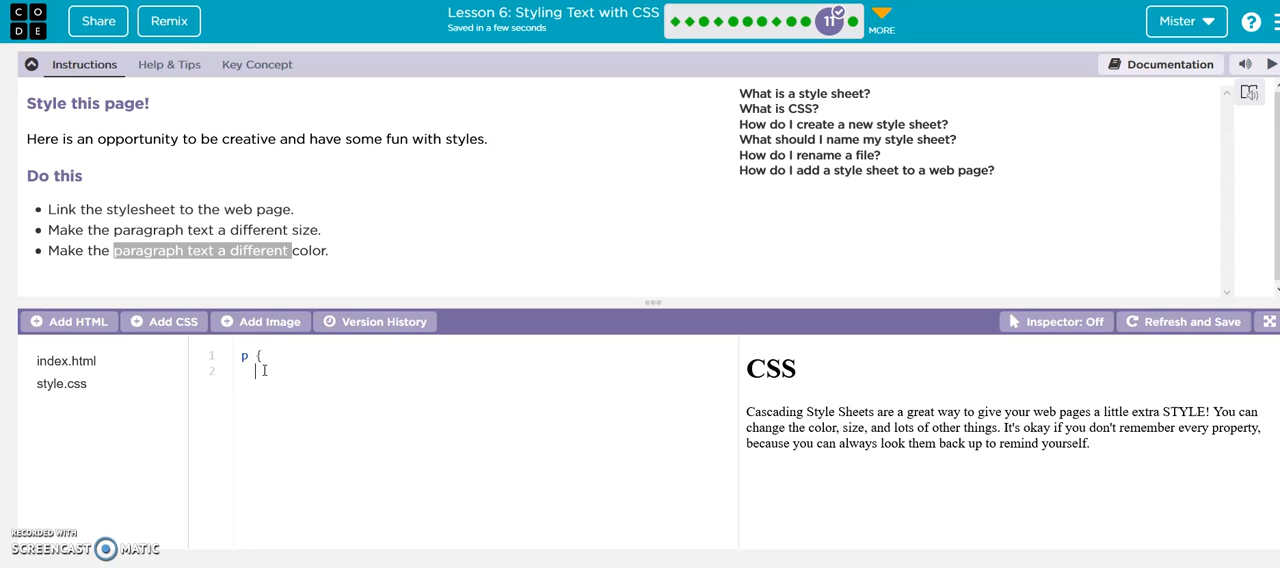 CO
DE
Share
Remix
Lesson 6: Styling Text with CSS
Saved in a few seconds
11
MORE
Mister
?
Instructions
Help & Tips
Key Concept
Documentation
Style this page!
Here is an opportunity to be creative and have some fun with styles.
Do this
• Link the stylesheet to the web page.
• Make the paragraph text a different size.
• Make the paragraph text a different color.
What is a style sheet?
What is CSS?
How do I create a new style sheet?
What should I name my style sheet?
How do I rename a file?
How do I add a style sheet to a web page?
Add HTML
Add CSS
Add Image
Version History
Inspector: Off
Refresh and Save
index.html
style.css
1 p {
2
CSS
Cascading Style Sheets are a great way to give your web pages a little extra STYLE! You can
change the color, size, and lots of other things. It's okay if you don't remember every property,
because you can always look them back up to remind yourself.
RECORDED WITH
SCREENCAST MATIC